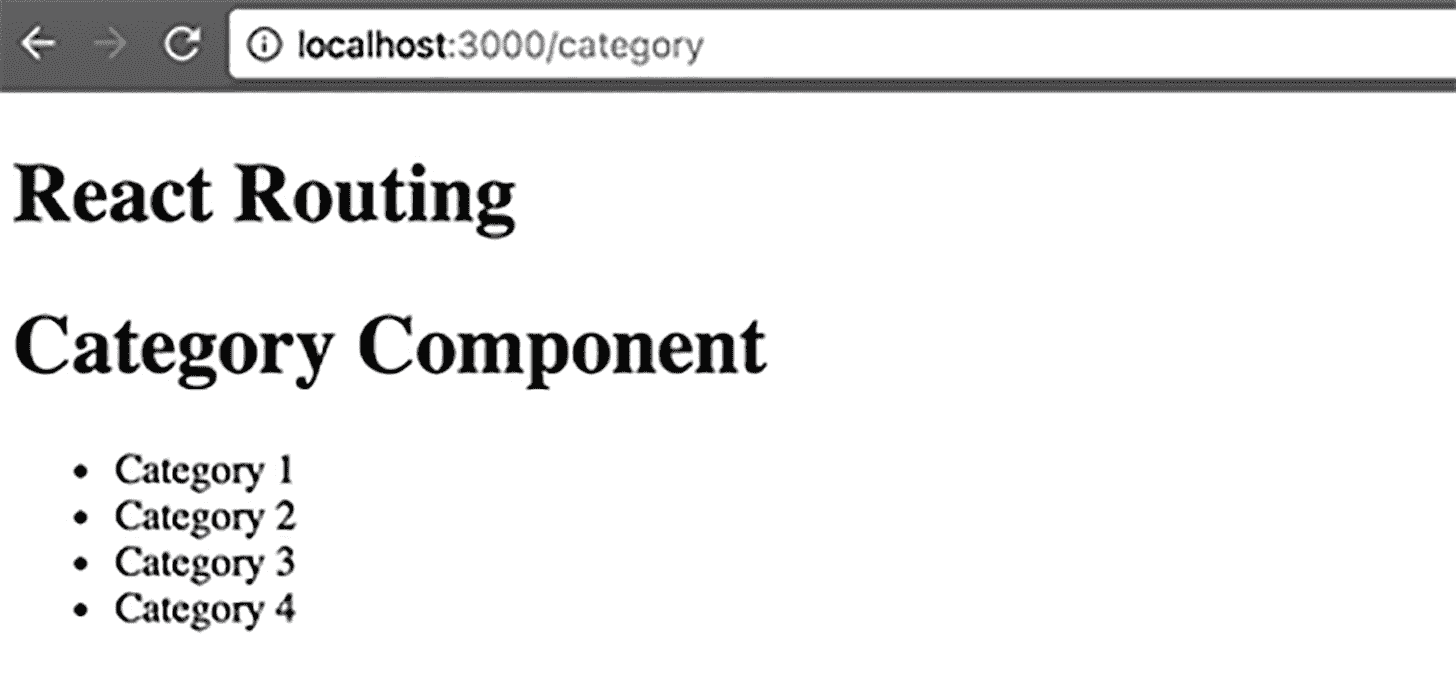 localhost:3000/category
React Routing
Category Component
Category 1
Category 2
Category 3
Category 4